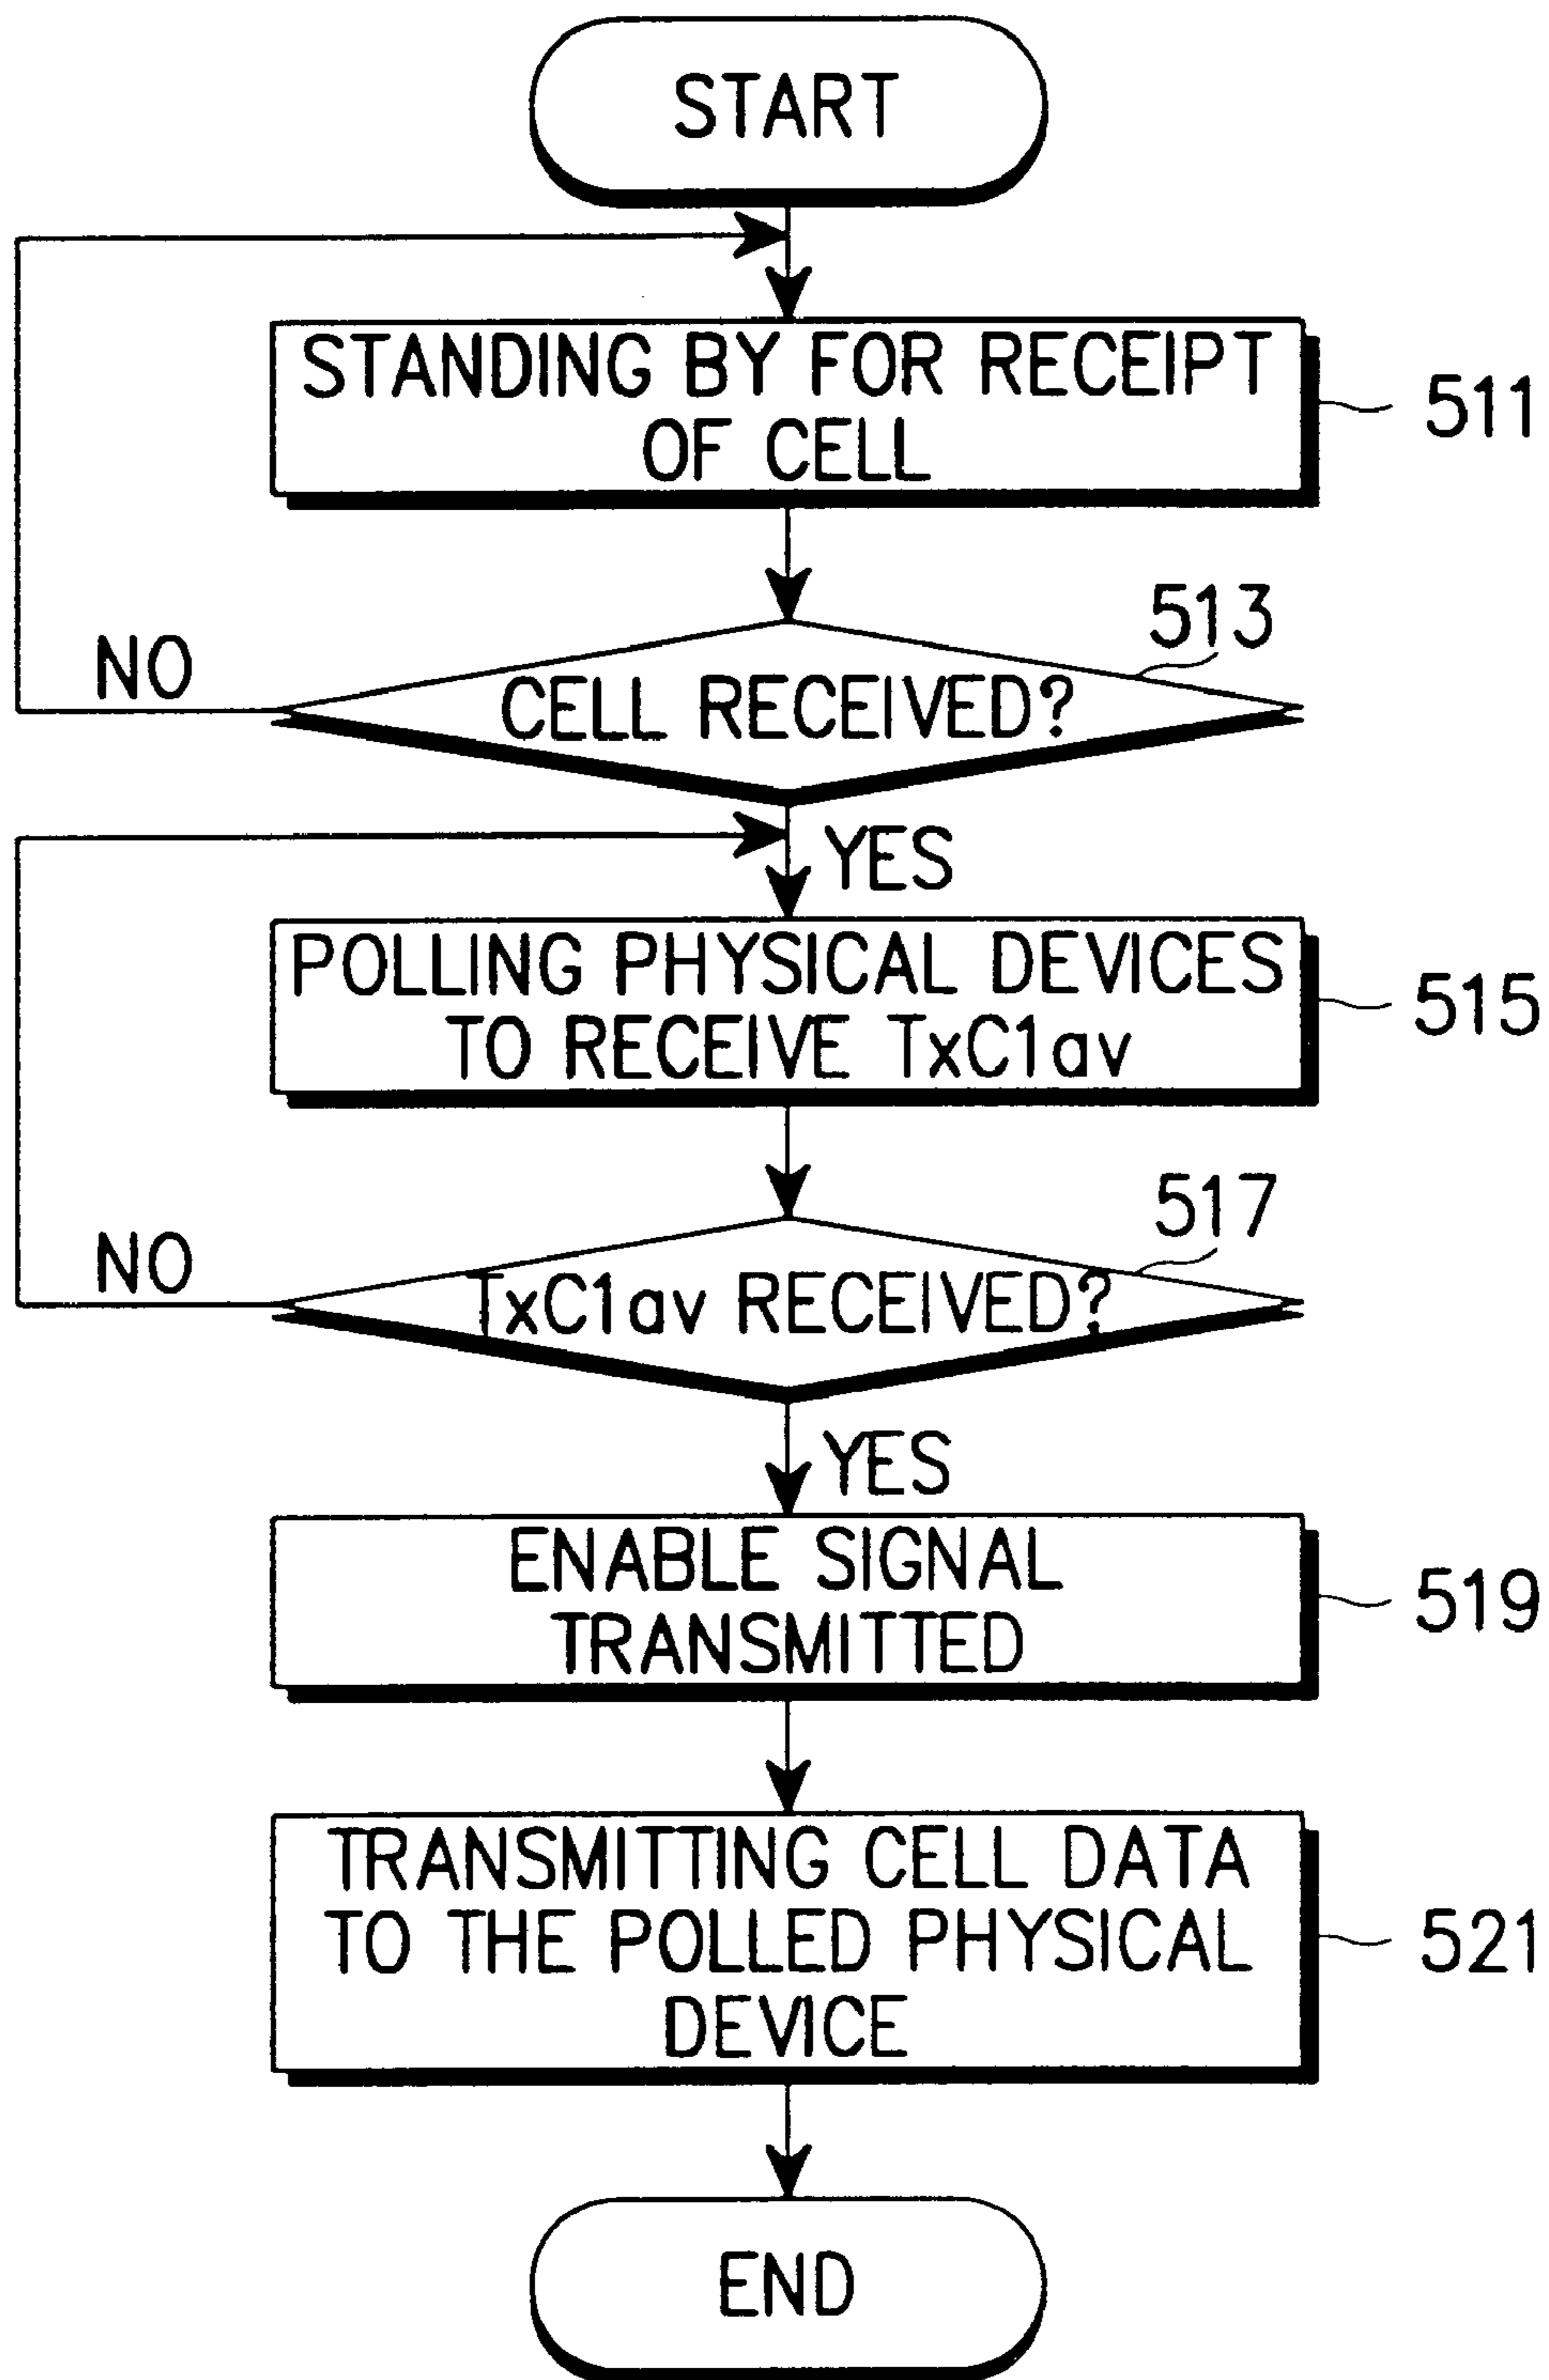 START
STANDING BY FOR RECEIPT
OF CELL
511
513
NO
CELL RECEIVED?
YES
POLLING PHYSICAL DEVICES
TO RECEIVE TxC1av
515
517
NO
TxC1av RECEIVED?
YES
ENABLE SIGNAL
TRANSMITTED
519
TRANSMITTING CELL DATA
TO THE POLLED PHYSICAL
DEVICE
521
END